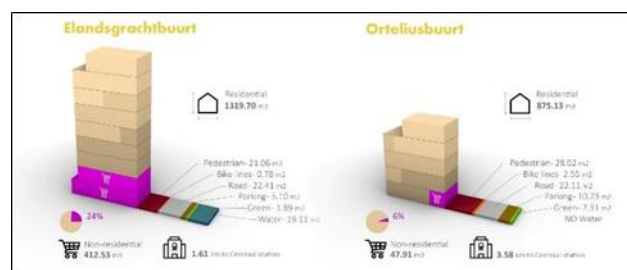 Elandsgrachtbuurt
Residential
1319.70 m3
Pedestrian- 21.06 m2
Bike lines- 0.78 m2
Road- 22.41 m2
Parking- 5.10 m2
Green- 1.89 m2
Water- 19.11 m2
24%
Non-residential
412.53 m3
1.61 km to Centraal station
Orteliusbuurt
Residential
875.13 m3
Pedestrian- 28.02 m2
Bike lines- 2.55 m2
Road- 22.11 m2
Parking- 10.23 m2
Green- 7.31 m2
NO Water
6%
Non-residential
47.91 m3
3.58 km to Centraal station